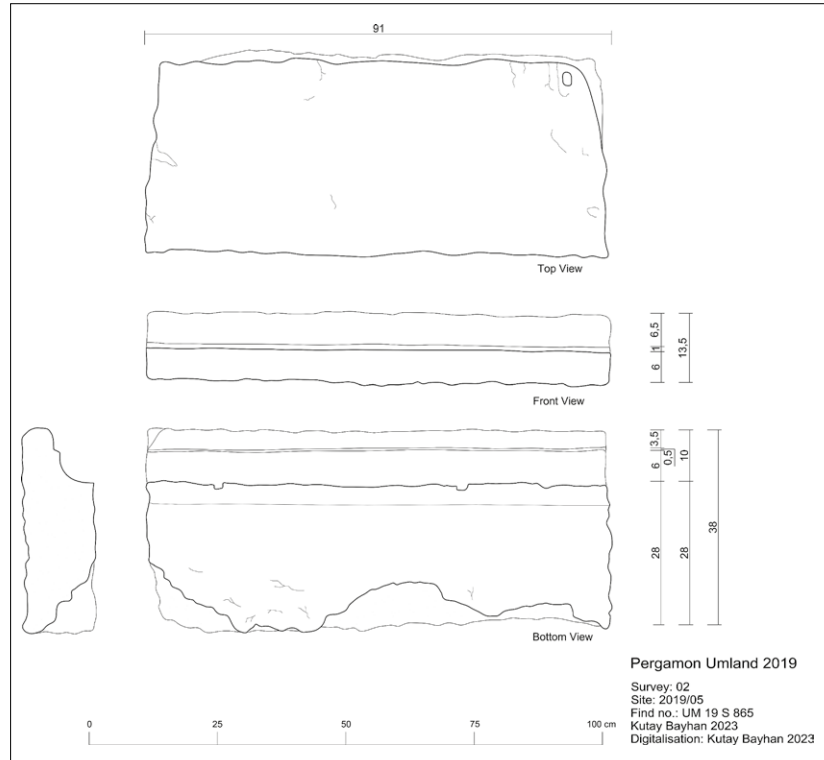 91
Top View
6,5
1
6
13,5
Front View
3,5
0,5
6
10
28
28
38
Bottom View
Pergamon Umland 2019
Survey: 02
Site: 2019/05
Find no.: UM 19 S 865
Kutay Bayhan 2023
Digitalisation: Kutay Bayhan 2023
0 25 50 75 100 cm